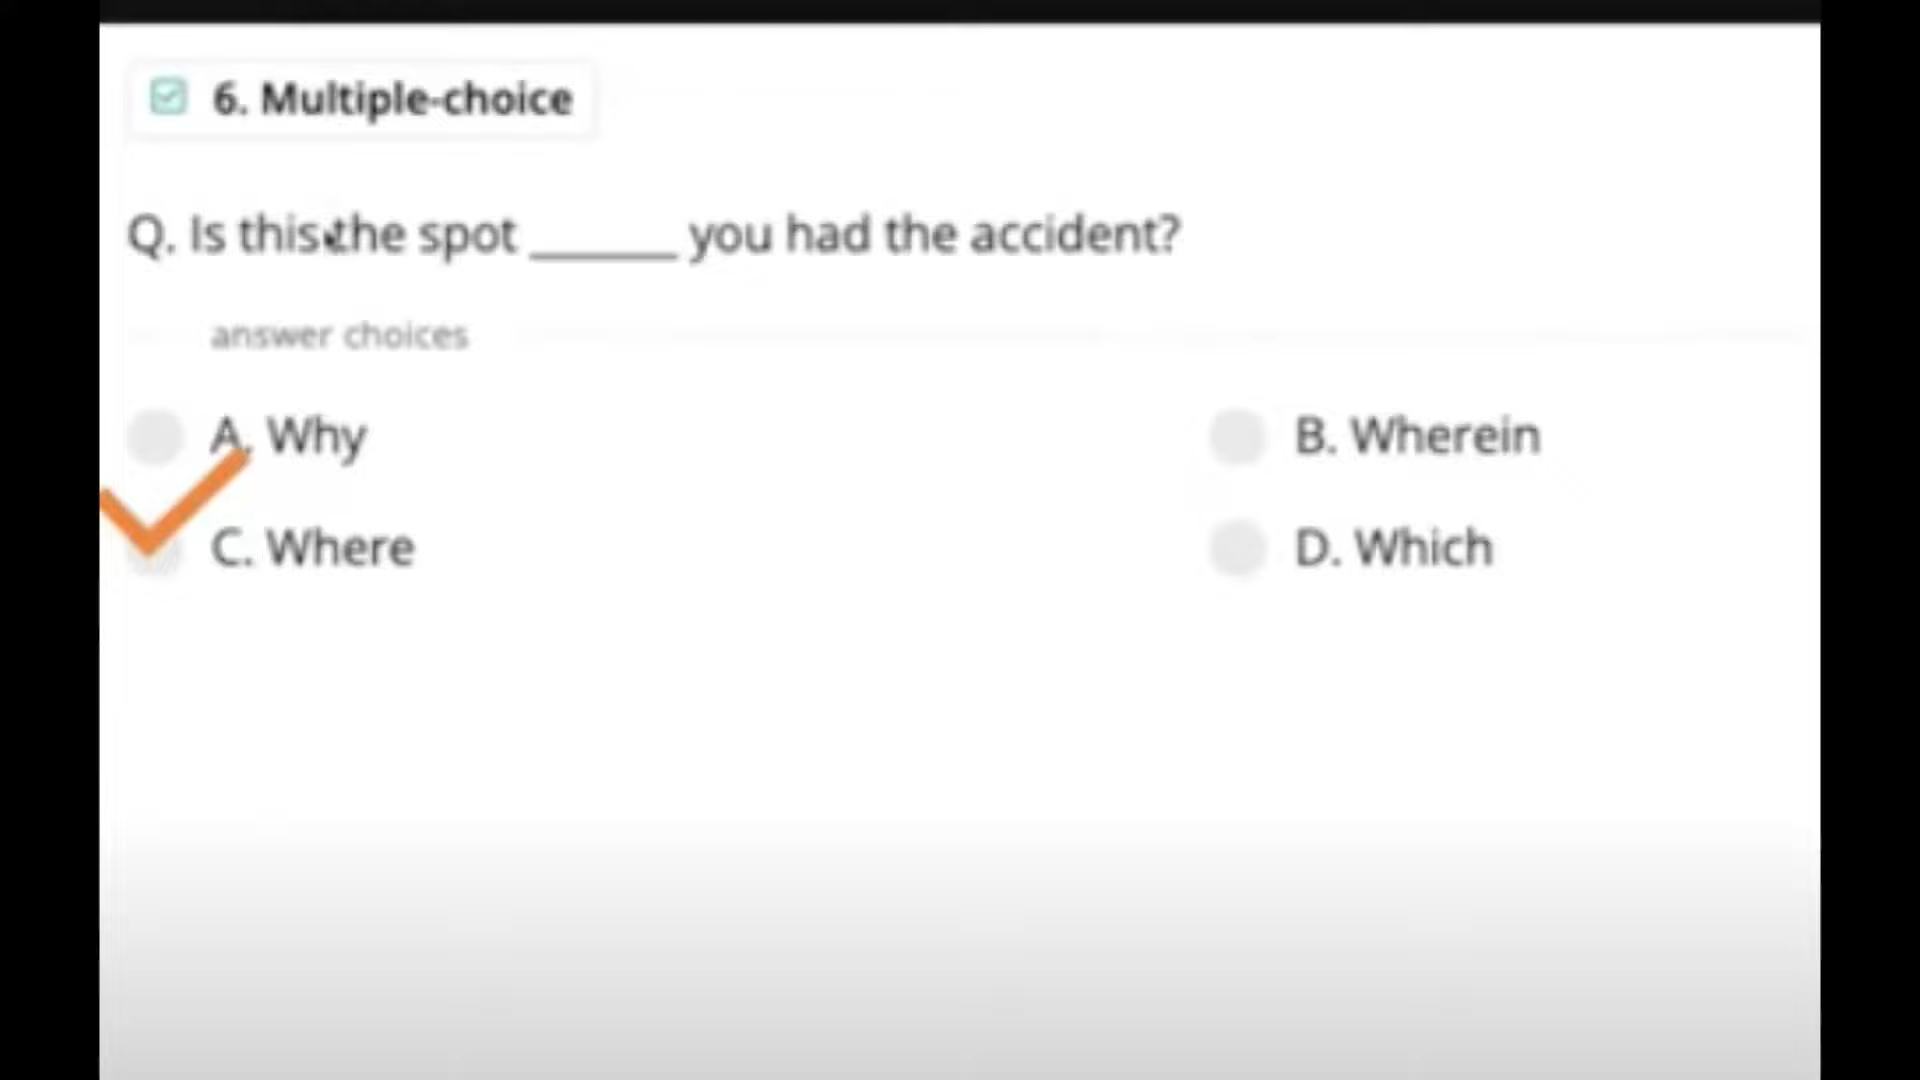 6. Multiple-choice
Q. Is this the spot ______ you had the accident?
answer choices
A. Why
B. Wherein
C. Where
D. Which